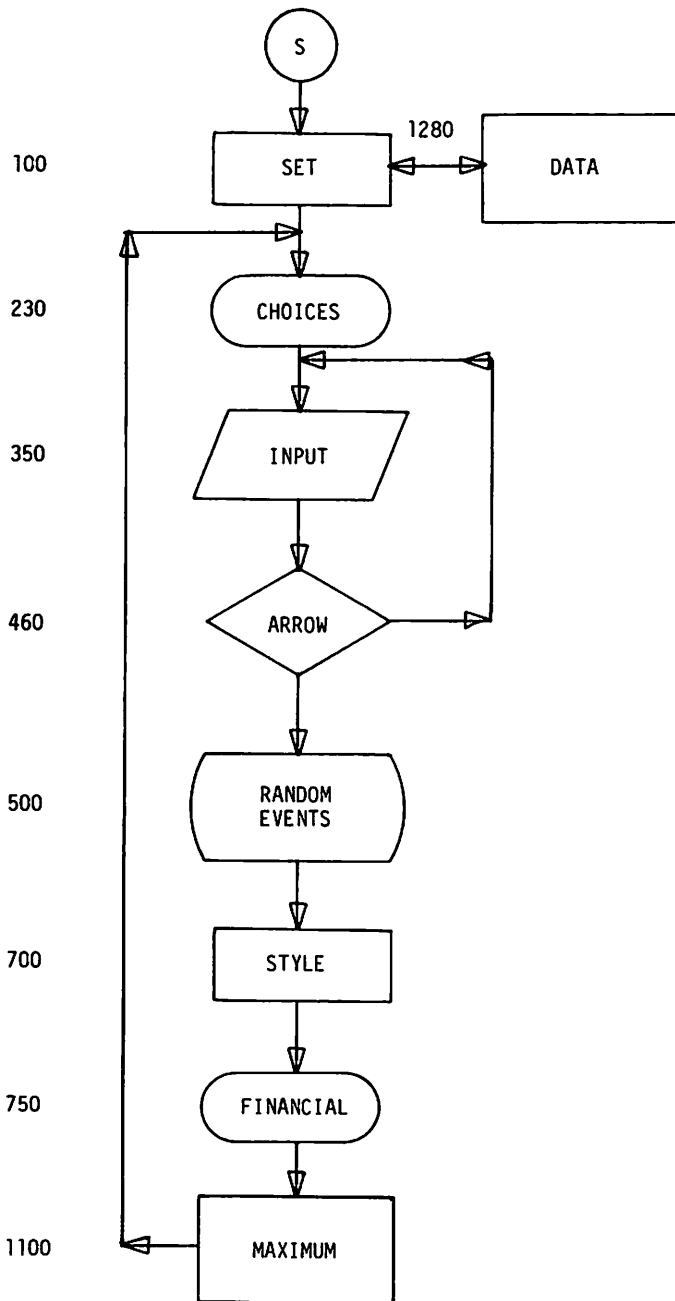 S
1280
100
SET
DATA
230
CHOICES
350
INPUT
460
ARROW
500
RANDOM
EVENTS
700
STYLE
750
FINANCIAL
1100
MAXIMUM